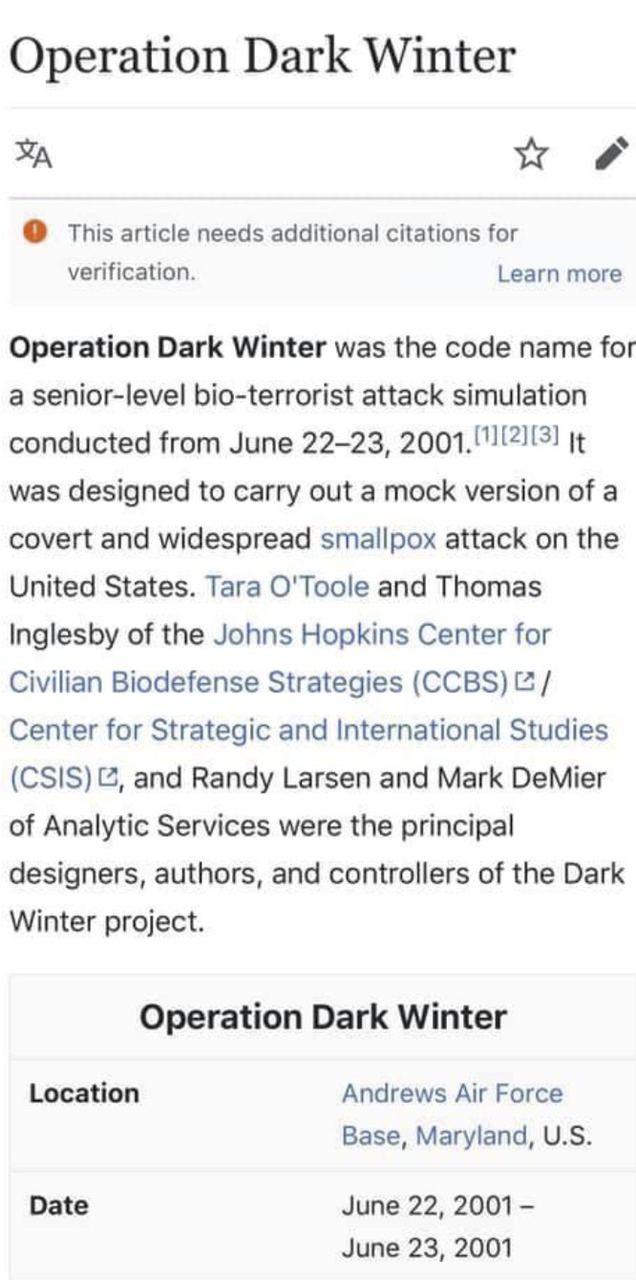 Operation Dark Winter
文A
This article needs additional citations for
verification.
Learn more
Operation Dark Winter was the code name for
a senior-level bio-terrorist attack simulation
conducted from June 22–23, 2001.[1][2][3] It
was designed to carry out a mock version of a
covert and widespread smallpox attack on the
United States. Tara O'Toole and Thomas
Inglesby of the Johns Hopkins Center for
Civilian Biodefense Strategies (CCBS) /
Center for Strategic and International Studies
(CSIS), and Randy Larsen and Mark DeMier
of Analytic Services were the principal
designers, authors, and controllers of the Dark
Winter project.
Operation Dark Winter
Location
Andrews Air Force
Base, Maryland, U.S.
Date
June 22, 2001 –
June 23, 2001